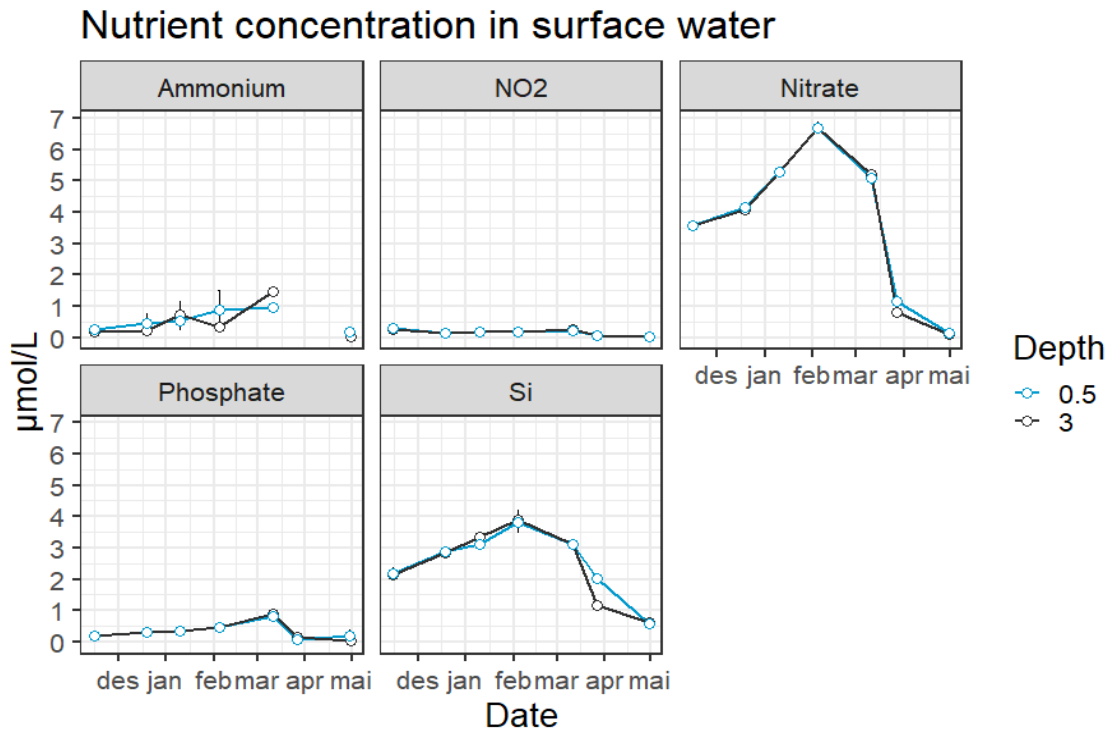 Nutrient concentration in surface water
Ammonium
NO2
Nitrate
7
6
5
4
3
2
1
0
des jan feb mar apr mai
Phosphate
Si
7
6
5
4
3
2
1
0
des jan feb mar apr mai
des jan feb mar apr mai
µmol/L
Date
Depth
0.5
3